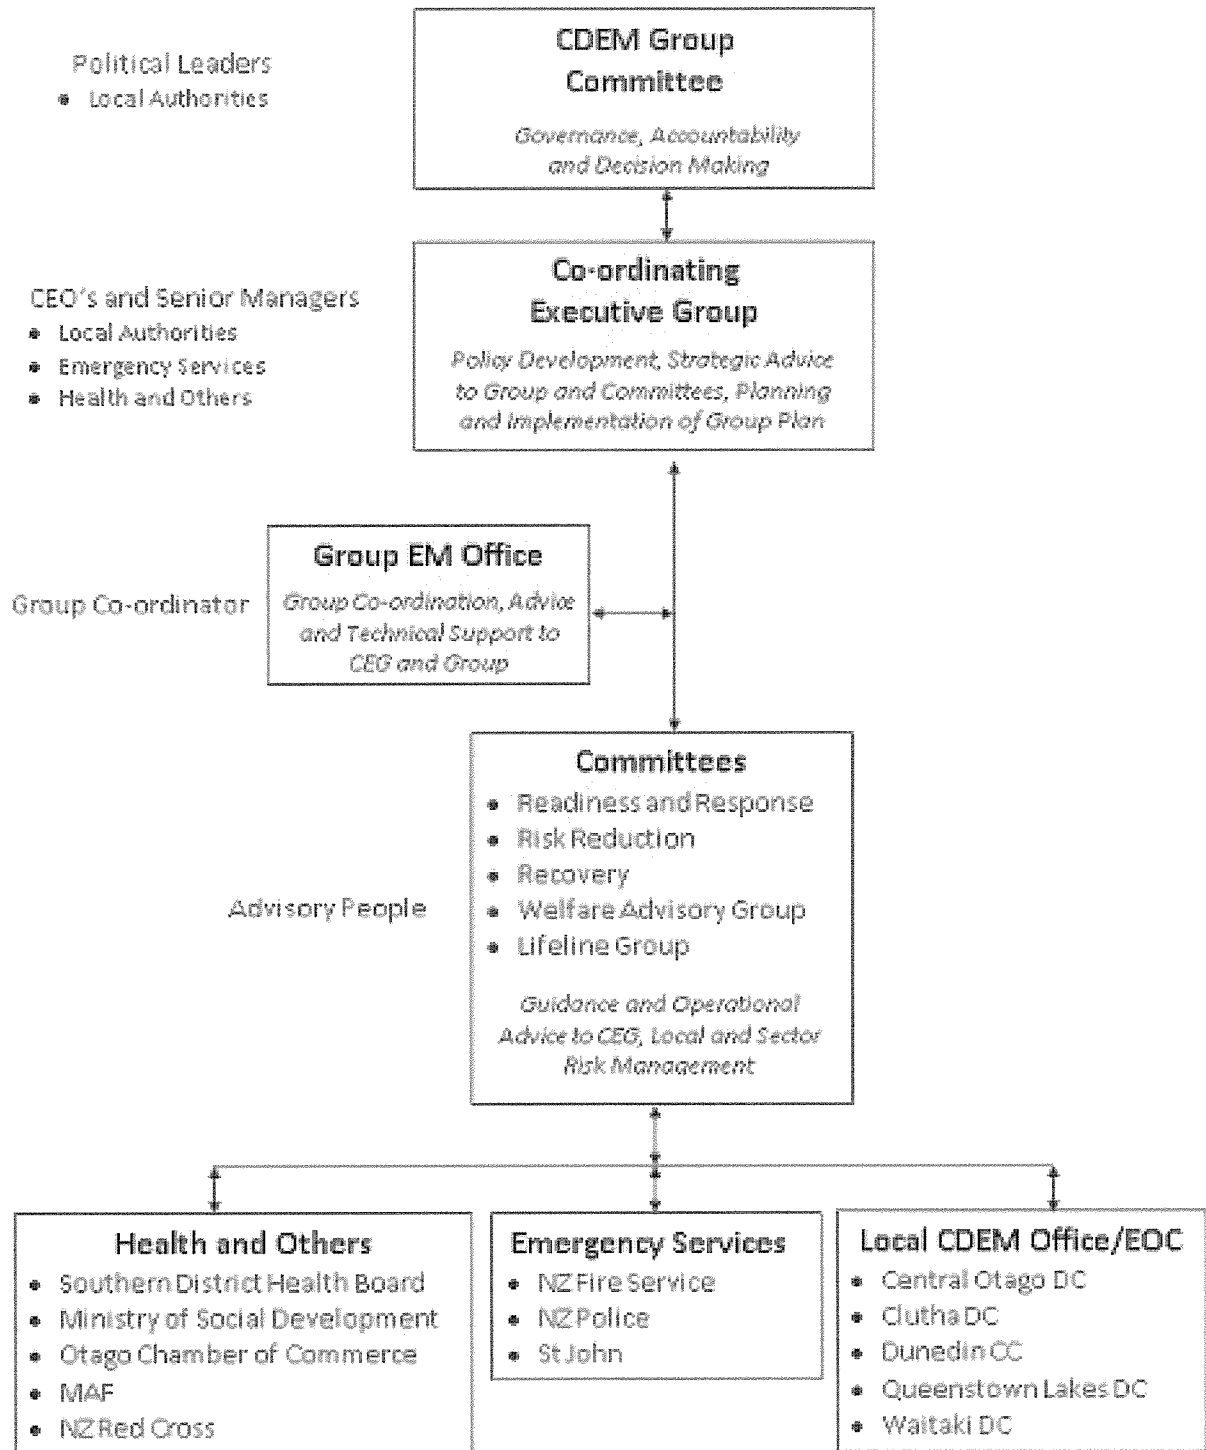 CDEM Group
Committee
Political Leaders
• Local Authorities
Governance, Accountability
and Decision Making
Co-ordinating
Executive Group
CEO's and Senior Managers
• Local Authorities
• Emergency Services
• Health and Others
Policy Development, Strategic Advice
to Group and Committees, Planning
and Implementation of Group Plan
Group EM Office
Group Co-ordinator
Group Co-ordination, Advice
and Technical Support to
CEG and Group
Committees
• Readiness and Response
• Risk Reduction
• Recovery
• Welfare Advisory Group
• Lifeline Group
Advisory People
Guidance and Operational
Advice to CEG, Local and Sector
Risk Management
Health and Others
• Southern District Health Board
• Ministry of Social Development
• Otago Chamber of Commerce
• MAF
• NZ Red Cross
Emergency Services
• NZ Fire Service
• NZ Police
• St John
Local CDEM Office/EOC
• Central Otago DC
• Clutha DC
• Dunedin CC
• Queenstown Lakes DC
• Waitaki DC